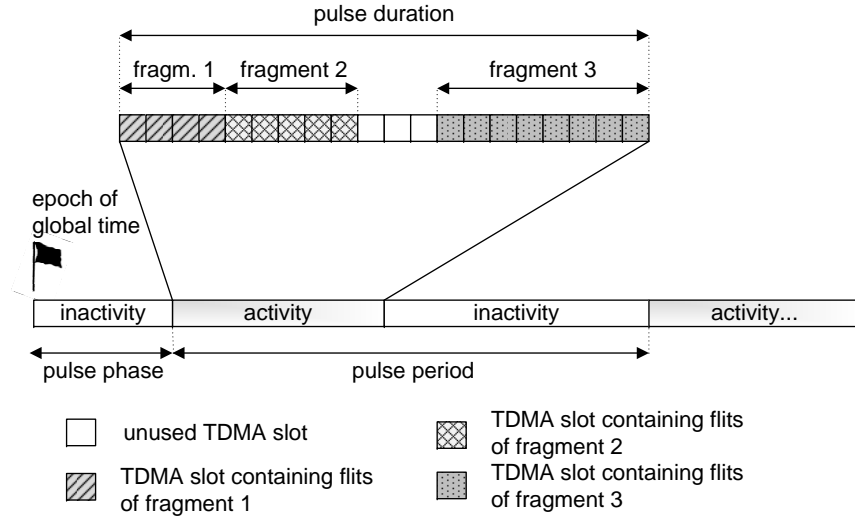 pulse duration
fragm. 1 fragment 2 fragment 3
epoch of
global time
inactivity activity inactivity activity...
pulse phase pulse period
unused TDMA slot
TDMA slot containing flits
of fragment 2
TDMA slot containing flits
of fragment 1
TDMA slot containing flits
of fragment 3